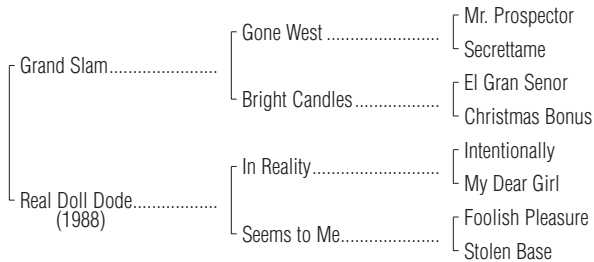 Mr. Prospector
Gone West ........................
Secrettame
Grand Slam.......................
El Gran Senor
Bright Candles ..................
Christmas Bonus
Intentionally
In Reality...........................
My Dear Girl
Real Doll Dode..................
(1988)
Foolish Pleasure
Seems to Me.....................
Stolen Base